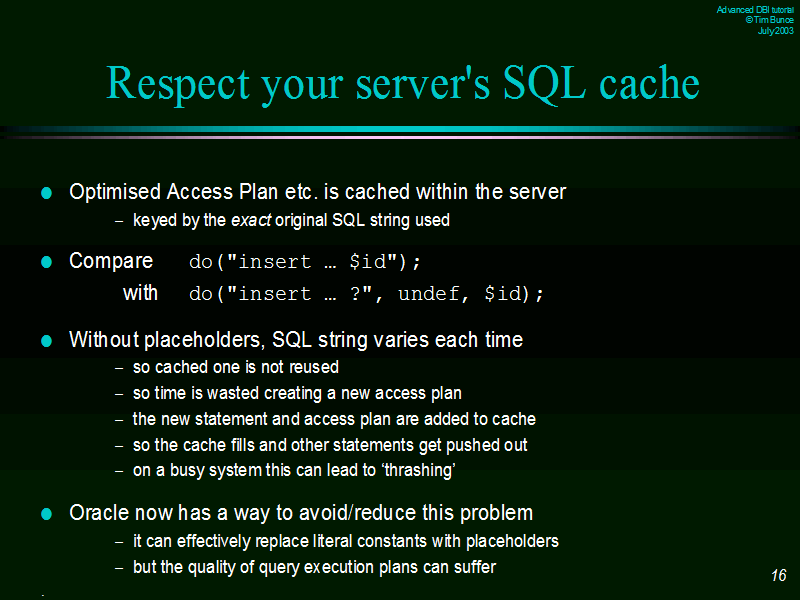 Advanced DBI tutorial
© Tim Bunce
July 2003
Respect your server's SQL cache
Optimised Access Plan etc. is cached within the server
– keyed by the exact original SQL string used
Compare do("insert … $id");
with do("insert … ?", undef, $id);
Without placeholders, SQL string varies each time
– so cached one is not reused
– so time is wasted creating a new access plan
– the new statement and access plan are added to cache
– so the cache fills and other statements get pushed out
– on a busy system this can lead to ‘thrashing’
Oracle now has a way to avoid/reduce this problem
– it can effectively replace literal constants with placeholders
– but the quality of query execution plans can suffer
16
.